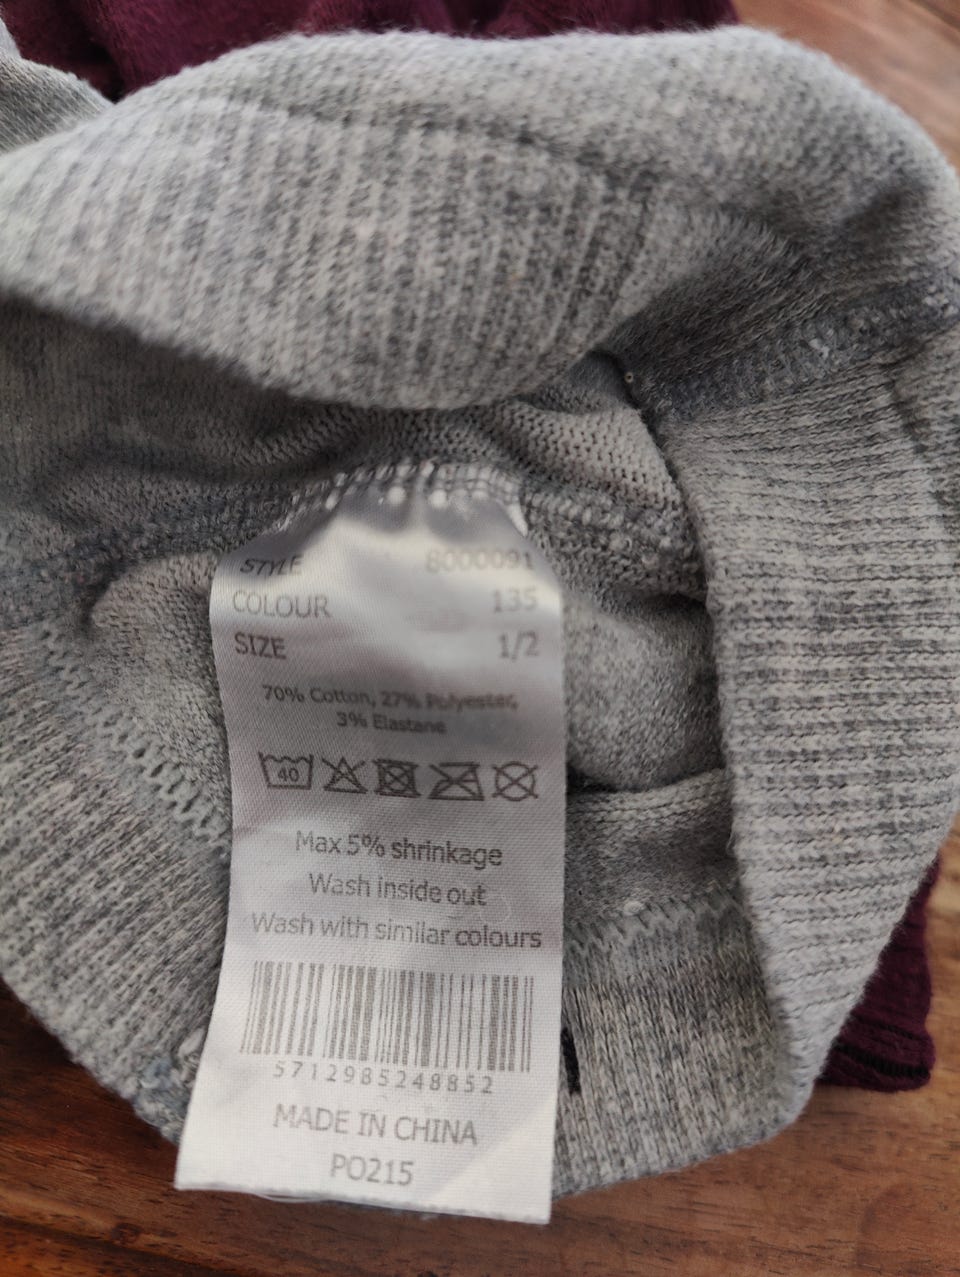 STYLE 8000091
COLOUR 135
SIZE 1/2
70% Cotton, 27% Polyester,
3% Elastane
40
Max 5% shrinkage
Wash inside out
Wash with similar colours
5712985248852
MADE IN CHINA
PO215